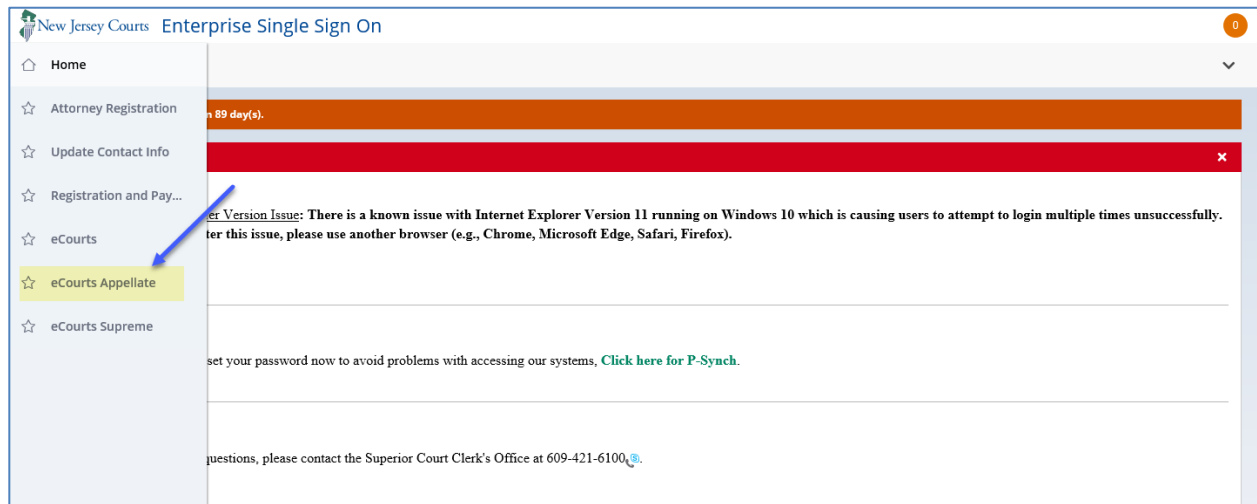 New Jersey Courts Enterprise Single Sign On
0
Home
Attorney Registration
n 89 day(s).
Update Contact Info
Registration and Pay...
er Version Issue: There is a known issue with Internet Explorer Version 11 running on Windows 10 which is causing users to attempt to login multiple times unsuccessfully.
ter this issue, please use another browser (e.g., Chrome, Microsoft Edge, Safari, Firefox).
eCourts
eCourts Appellate
eCourts Supreme
set your password now to avoid problems with accessing our systems, Click here for P-Synch.
questions, please contact the Superior Court Clerk's Office at 609-421-6100.